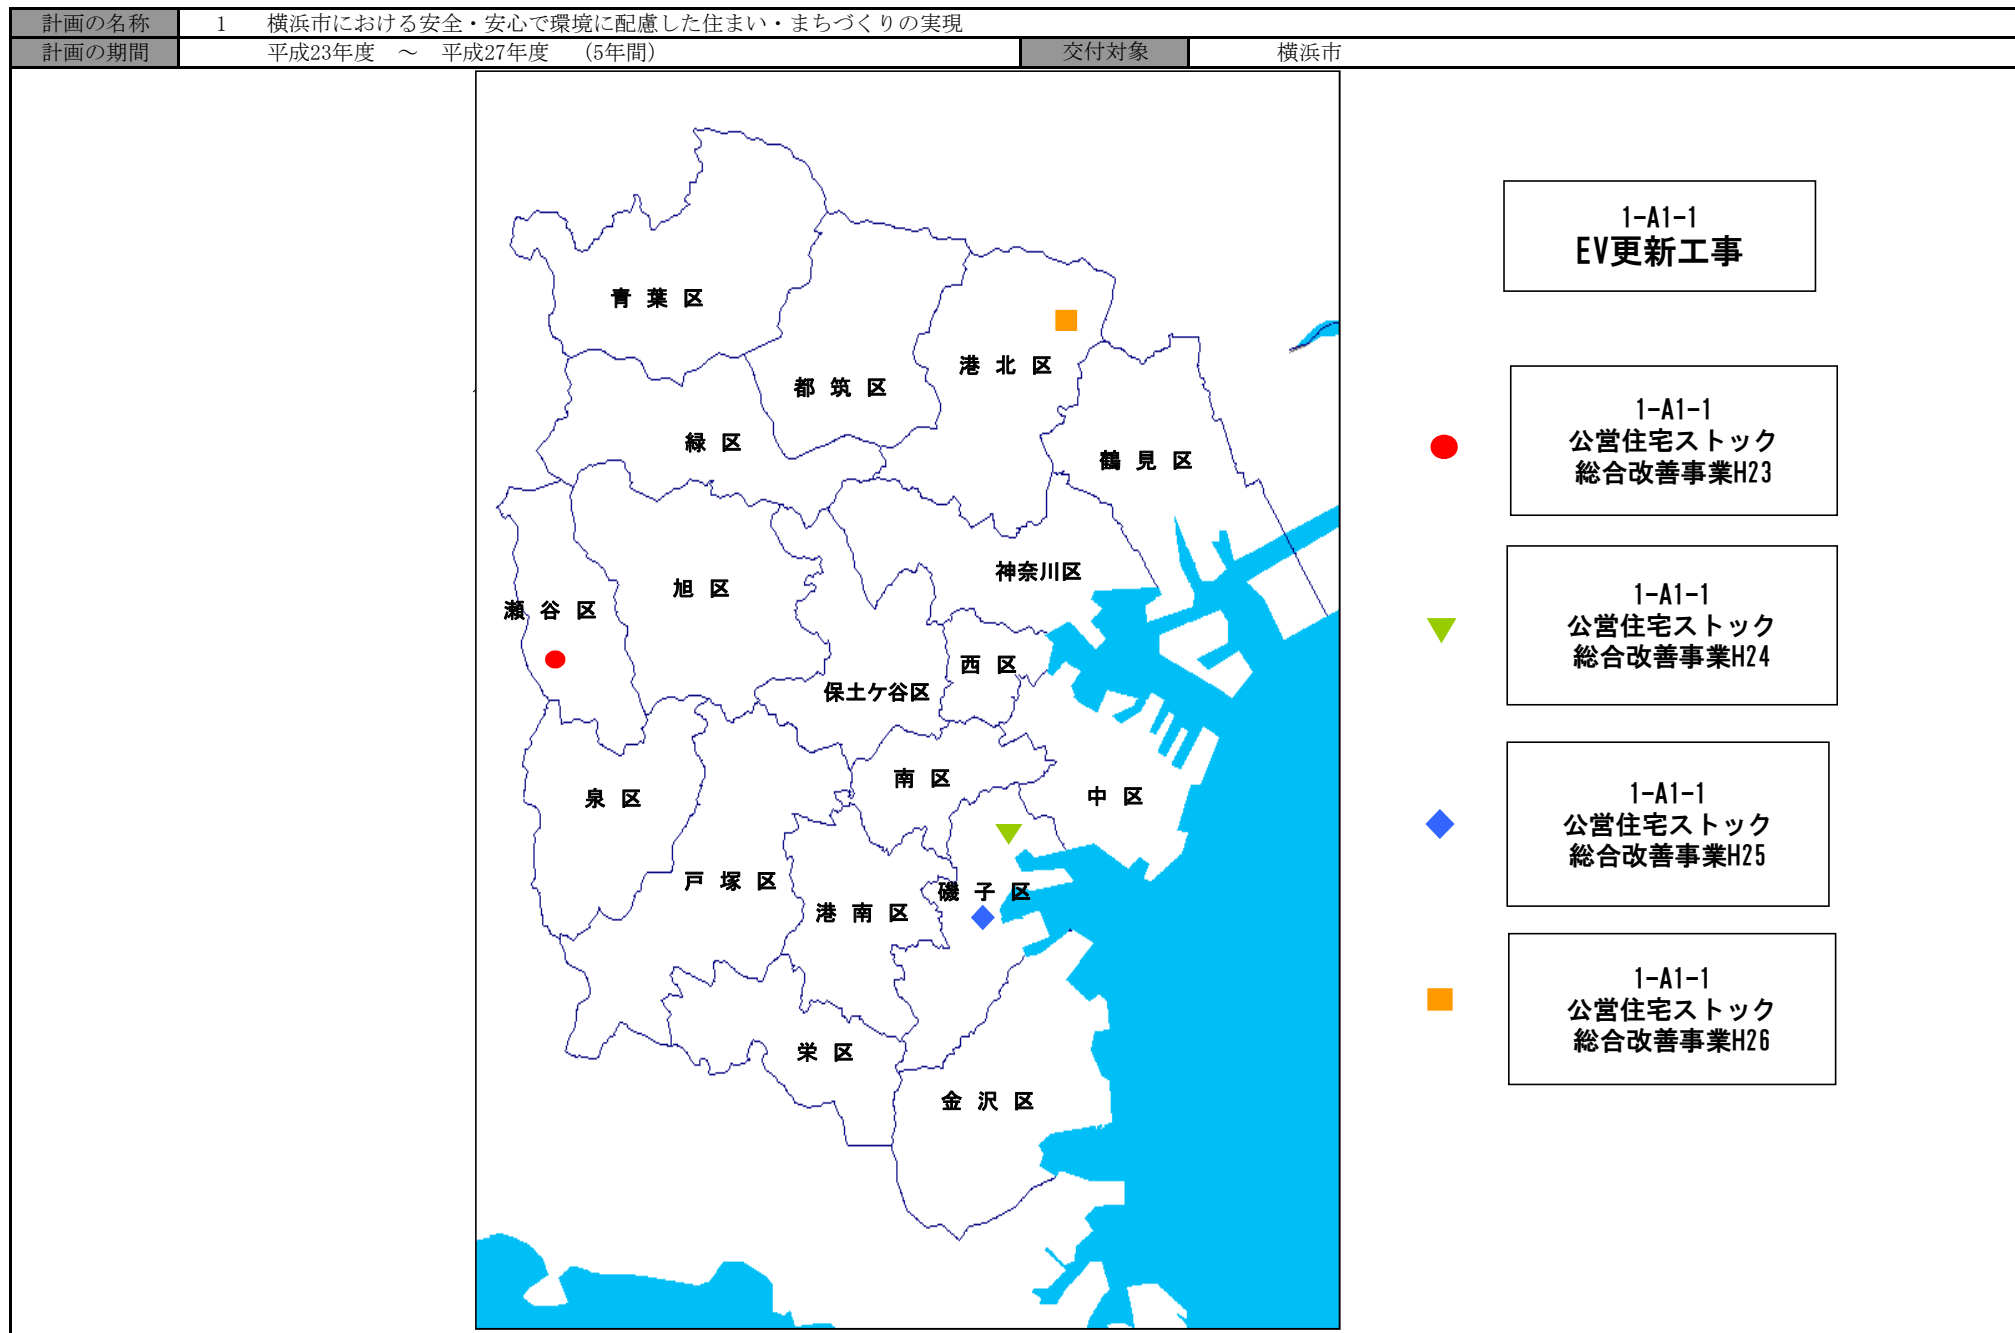 計画の名称 1 横浜市における安全・安心で環境に配慮した住まい・まちづくりの実現
計画の期間 平成23年度 ～ 平成27年度 (5年間) 交付対象 横浜市
1-A1-1
EV更新工事
青葉区
港北区
都筑区
緑区
鶴見区
1-A1-1
公営住宅ストック
総合改善事業H23
神奈川区
旭区
瀬谷区
西区
保土ケ谷区
1-A1-1
公営住宅ストック
総合改善事業H24
南区
泉区
中区
1-A1-1
公営住宅ストック
総合改善事業H25
戸塚区
磯子区
港南区
1-A1-1
公営住宅ストック
総合改善事業H26
栄区
金沢区